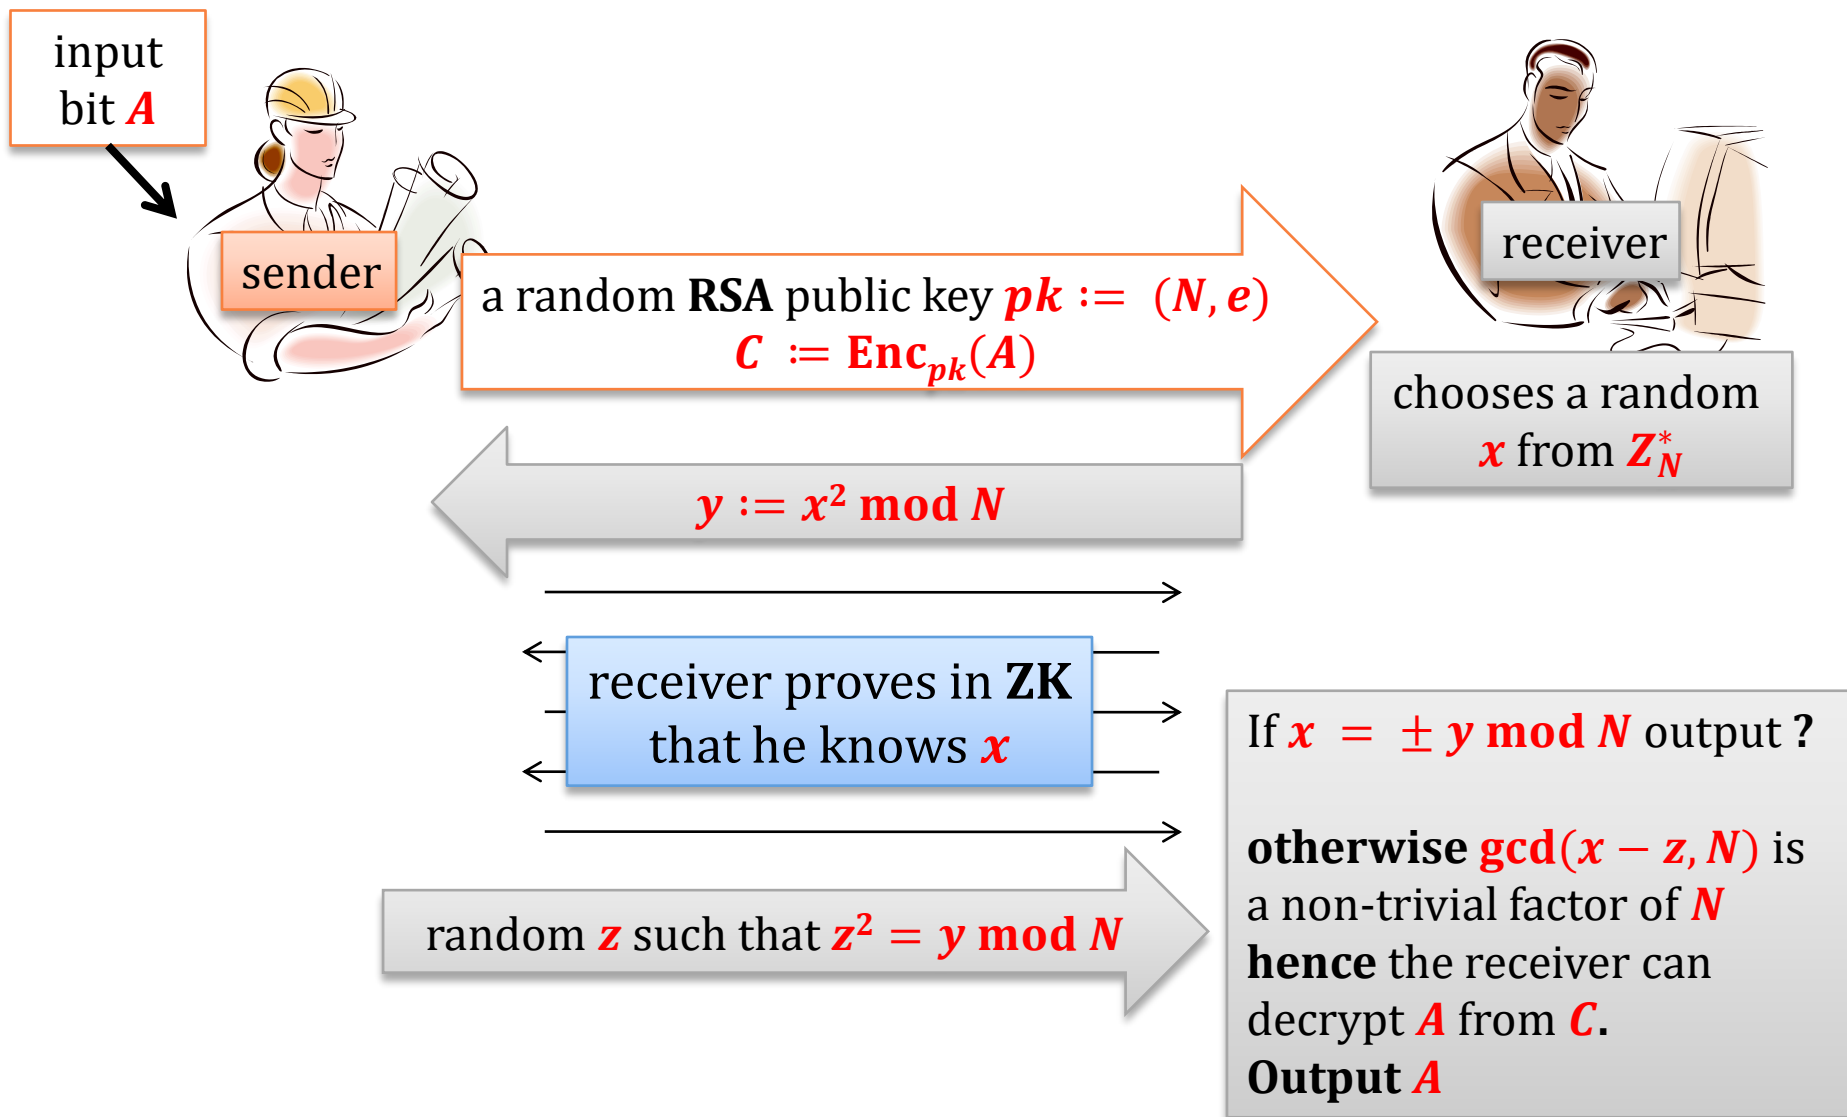 input
bit A
sender
receiver
a random RSA public key pk := (N, e)
C := Enc_pk(A)
chooses a random
x from Z_N^*
y := x² mod N
receiver proves in ZK
that he knows x
random z such that z² = y mod N
If x = ± y mod N output ?
otherwise gcd(x − z, N) is
a non-trivial factor of N
hence the receiver can
decrypt A from C.
Output A